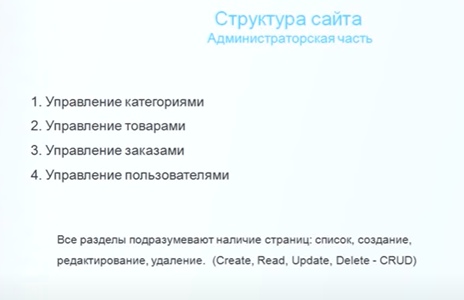 Структура сайта
Администраторская часть
1. Управление категориями
2. Управление товарами
3. Управление заказами
4. Управление пользователями
Все разделы подразумевают наличие страниц: список, создание,
редактирование, удаление. (Create, Read, Update, Delete - CRUD)